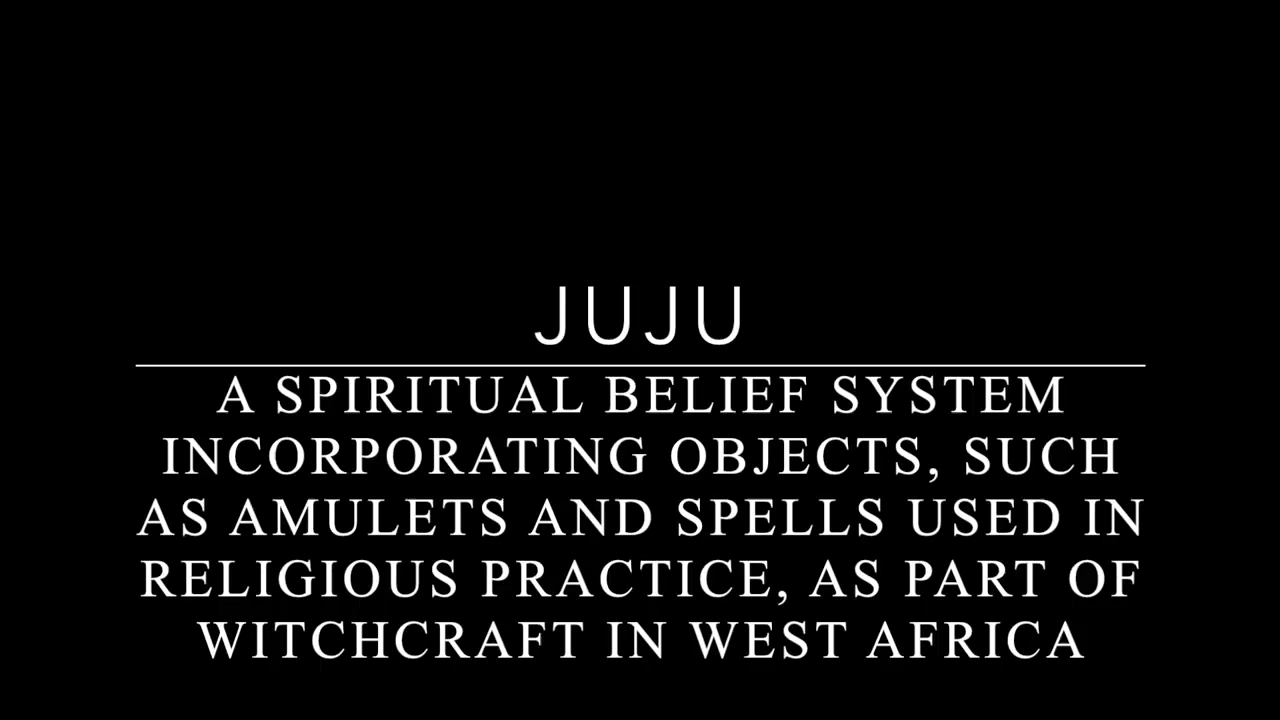 JUJU
A SPIRITUAL BELIEF SYSTEM
INCORPORATING OBJECTS, SUCH
AS AMULETS AND SPELLS USED IN
RELIGIOUS PRACTICE, AS PART OF
WITCHCRAFT IN WEST AFRICA